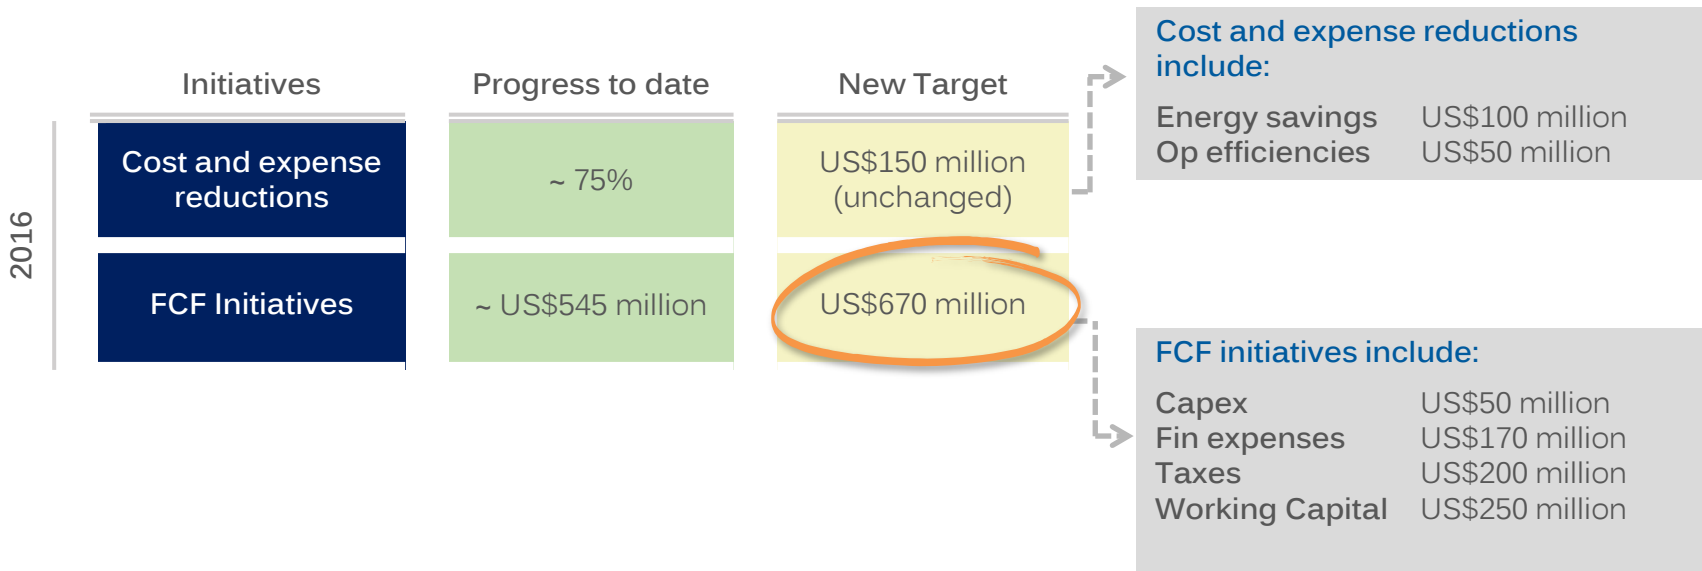 Initiatives
Progress to date
New Target
2016
Cost and expense
reductions
~ 75%
US$150 million
(unchanged)
FCF Initiatives
~ US$545 million
US$670 million
Cost and expense reductions
include:
Energy savings US$100 million
Op efficiencies US$50 million
FCF initiatives include:
Capex US$50 million
Fin expenses US$170 million
Taxes US$200 million
Working Capital US$250 million